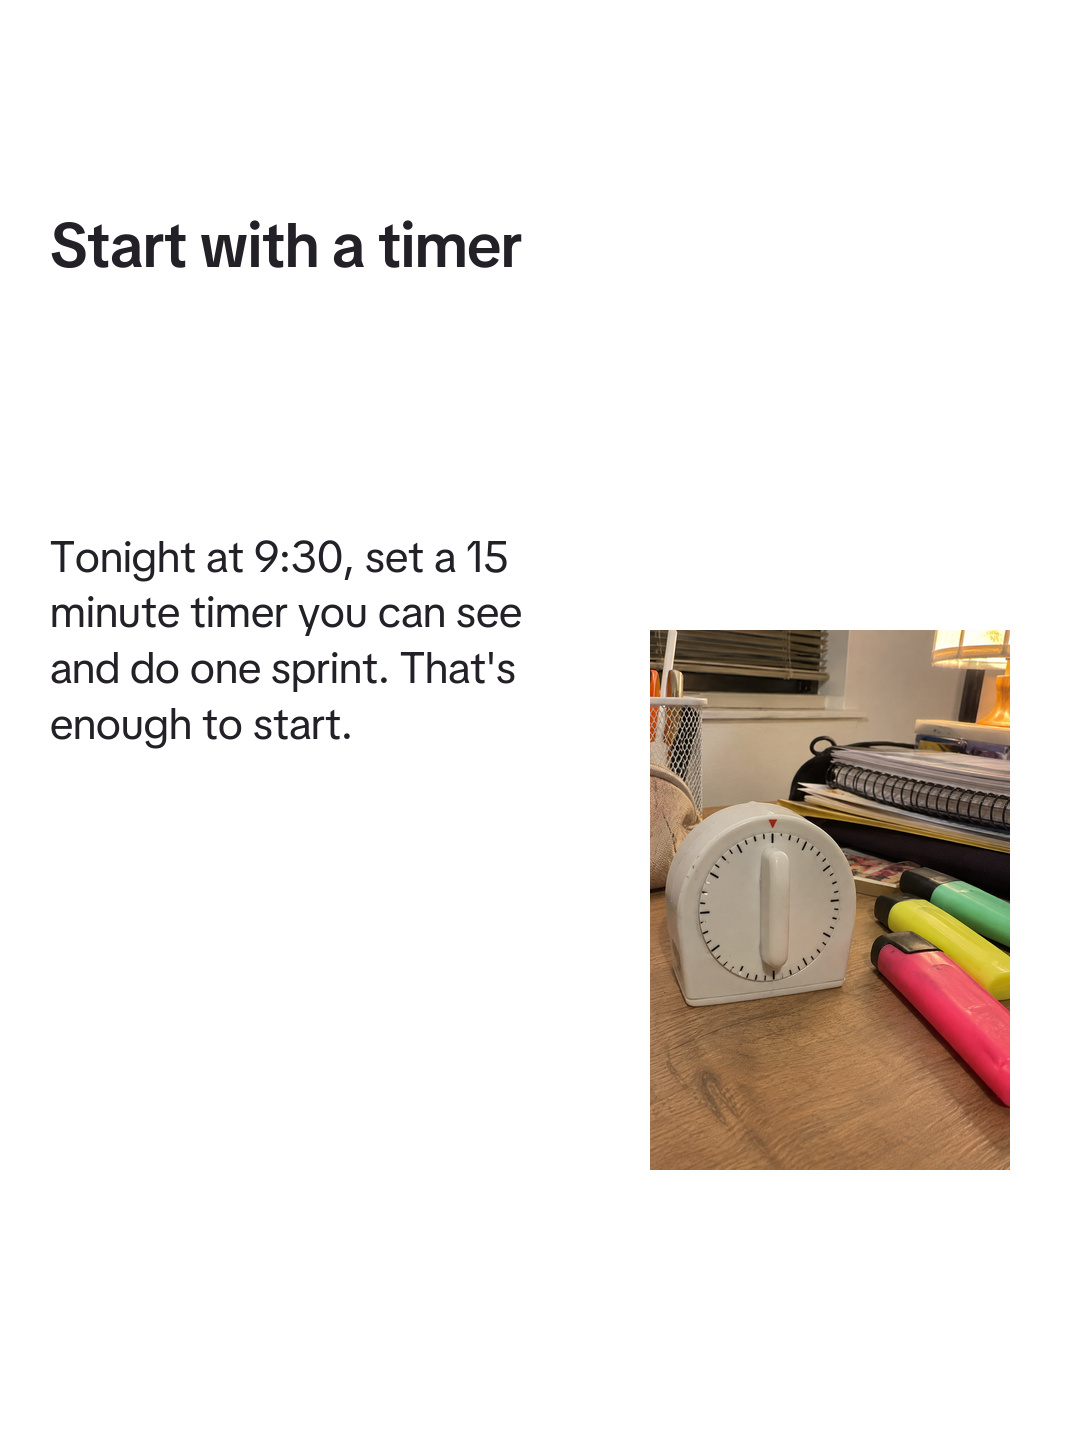 Start with a timer
Tonight at 9:30, set a 15
minute timer you can see
and do one sprint. That's
enough to start.